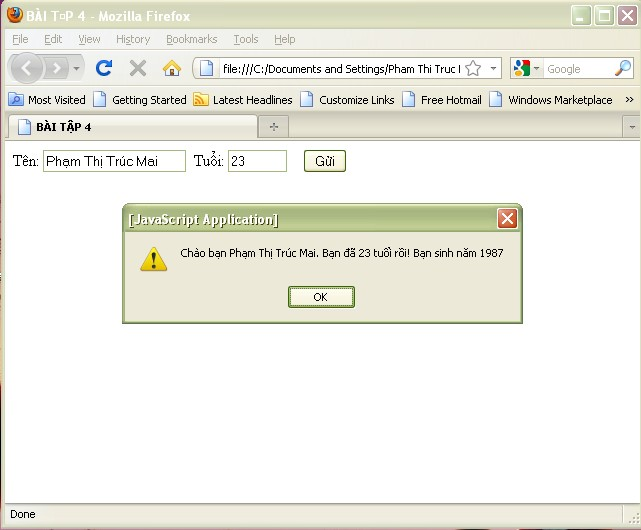 BÀI T¤P 4 - Mozilla Firefox
File Edit View History Bookmarks Tools Help
file:///C:/Documents and Settings/Pham Thi Truc Google
Most Visited Getting Started Latest Headlines Customize Links Free Hotmail Windows Marketplace »
BÀI TẬP 4
Tên: Phạm Thị Trúc Mai Tuổi: 23 Gửi
[JavaScript Application]
Chào bạn Phạm Thị Trúc Mai. Bạn đã 23 tuổi rồi! Bạn sinh năm 1987
OK
Done